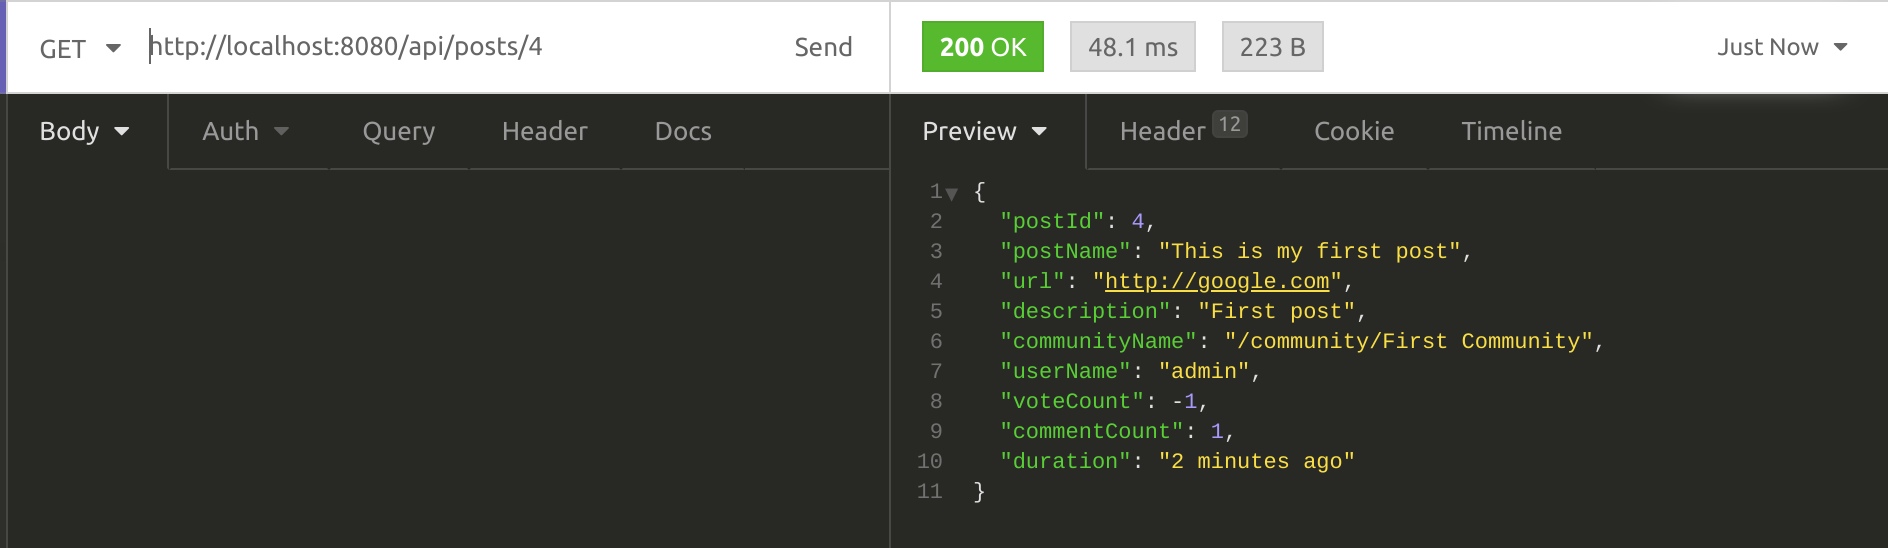 GET http://localhost:8080/api/posts/4 Send 200 OK 48.1 ms 223 B Just Now
Body Auth Query Header Docs Preview Header 12 Cookie Timeline
1 {
2 "postId": 4,
3 "postName": "This is my first post",
4 "url": "http://google.com",
5 "description": "First post",
6 "communityName": "/community/First Community",
7 "userName": "admin",
8 "voteCount": -1,
9 "commentCount": 1,
10 "duration": "2 minutes ago"
11 }